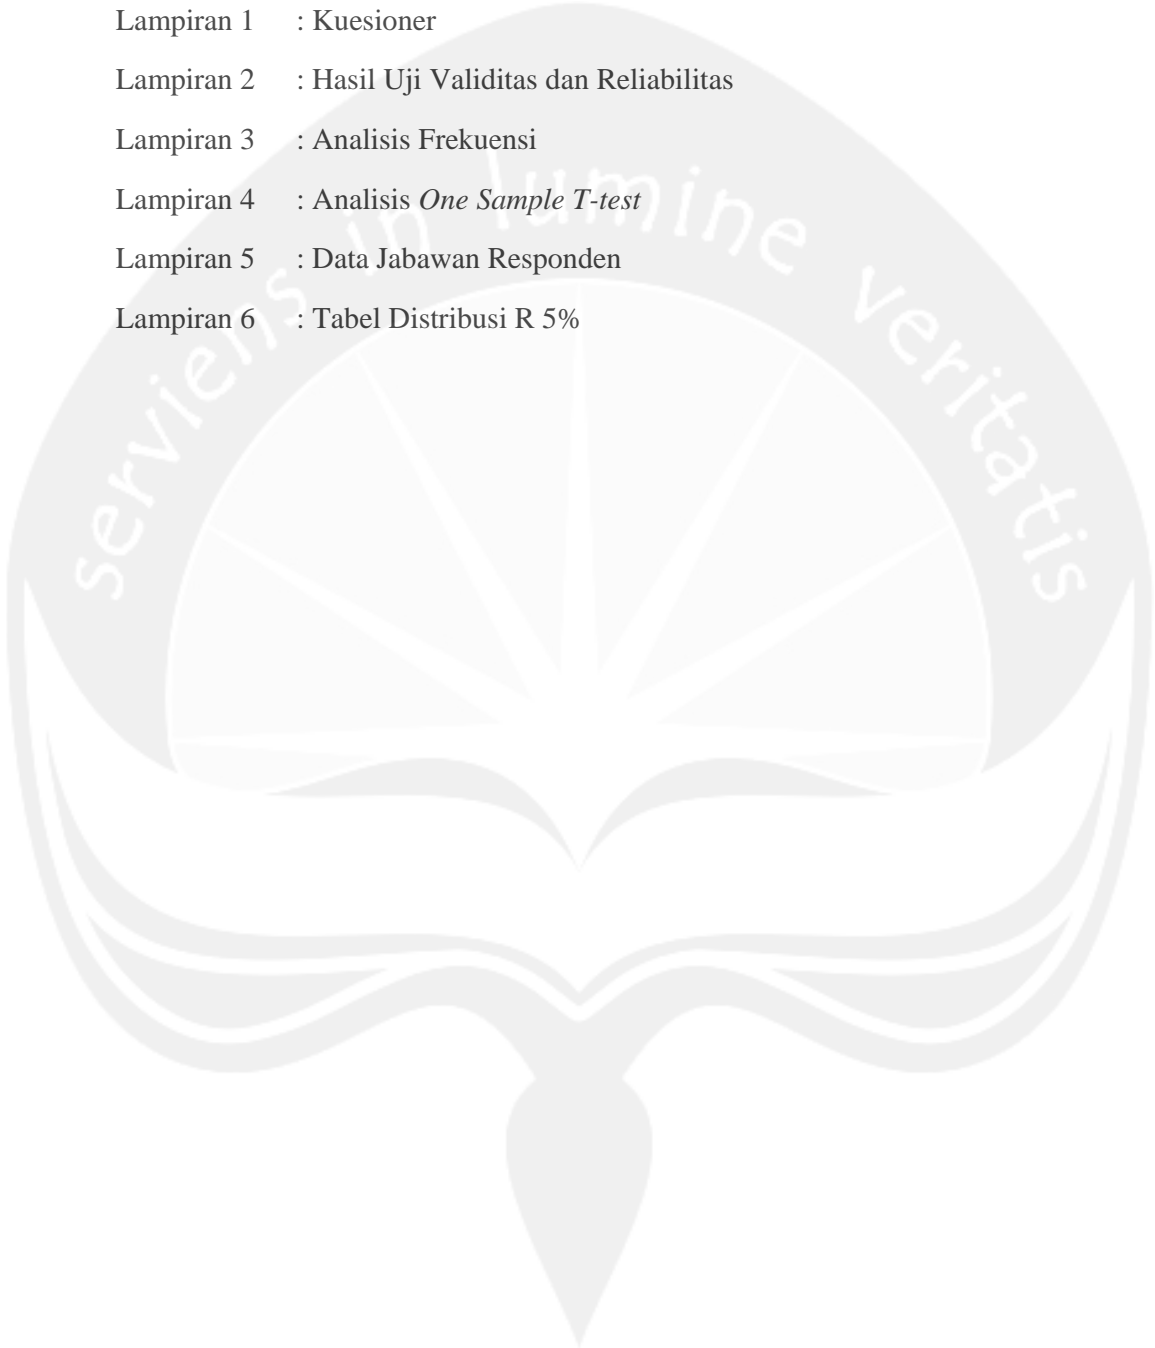 Lampiran 1 : Kuesioner
Lampiran 2 : Hasil Uji Validitas dan Reliabilitas
Lampiran 3 : Analisis Frekuensi
Lampiran 4 : Analisis One Sample T-test
Lampiran 5 : Data Jabawan Responden
Lampiran 6 : Tabel Distribusi R 5%
serviens in lumine veritatis